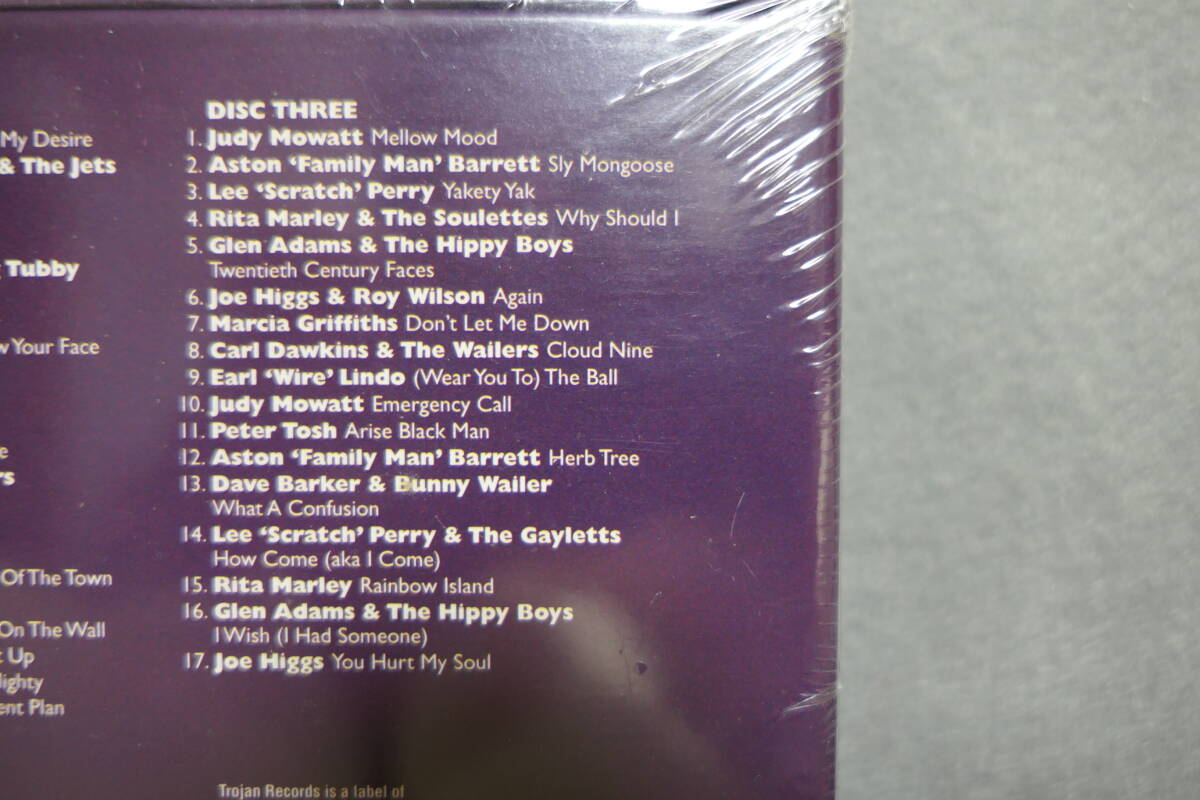 My Desire
& The Jets
Tubby
Your Face
Of The Town
On The Wall
Up
ent Plan
DISC THREE
1. Judy Mowatt Mellow Mood
2. Aston ‘Family Man’ Barrett Sly Mongoose
3. Lee ‘Scratch’ Perry Yakety Yak
4. Rita Marley & The Soulettes Why Should I
5. Glen Adams & The Hippy Boys
Twentieth Century Faces
6. Joe Higgs & Roy Wilson Again
7. Marcia Griffiths Don’t Let Me Down
8. Carl Dawkins & The Wailers Cloud Nine
9. Earl ‘Wire’ Lindo (Wear You To) The Ball
10. Judy Mowatt Emergency Call
11. Peter Tosh Arise Black Man
12. Aston ‘Family Man’ Barrett Herb Tree
13. Dave Barker & Bunny Wailer
What A Confusion
14. Lee ‘Scratch’ Perry & The Gayletts
How Come (aka I Come)
15. Rita Marley Rainbow Island
16. Glen Adams & The Hippy Boys
I Wish (I Had Someone)
17. Joe Higgs You Hurt My Soul
Trojan Records is a label of